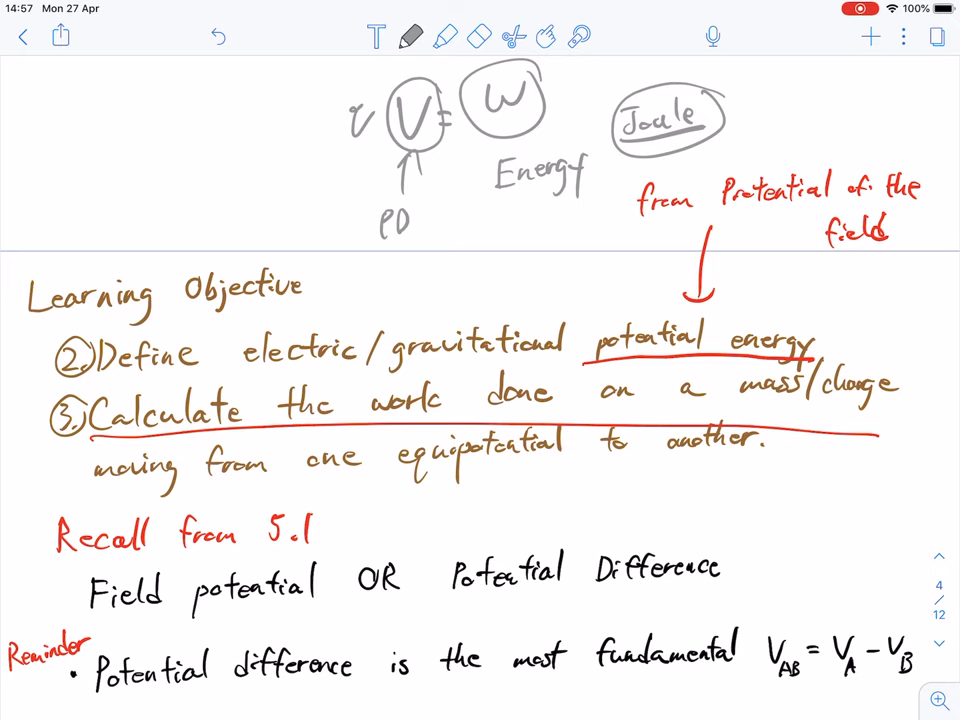 14:57 Mon 27 Apr
100%
q V = W
Joule
Energy
PD
from Protential of the
field
Learning Objective
2. Define electric/gravitational potential energy
3. Calculate the work done on a mass/charge
moving from one equipotential to another.
Recall from 5.1
Field potential OR Potential Difference
Reminder
• Potential difference is the most fundamental V_AB = V_A - V_B
4
/
12